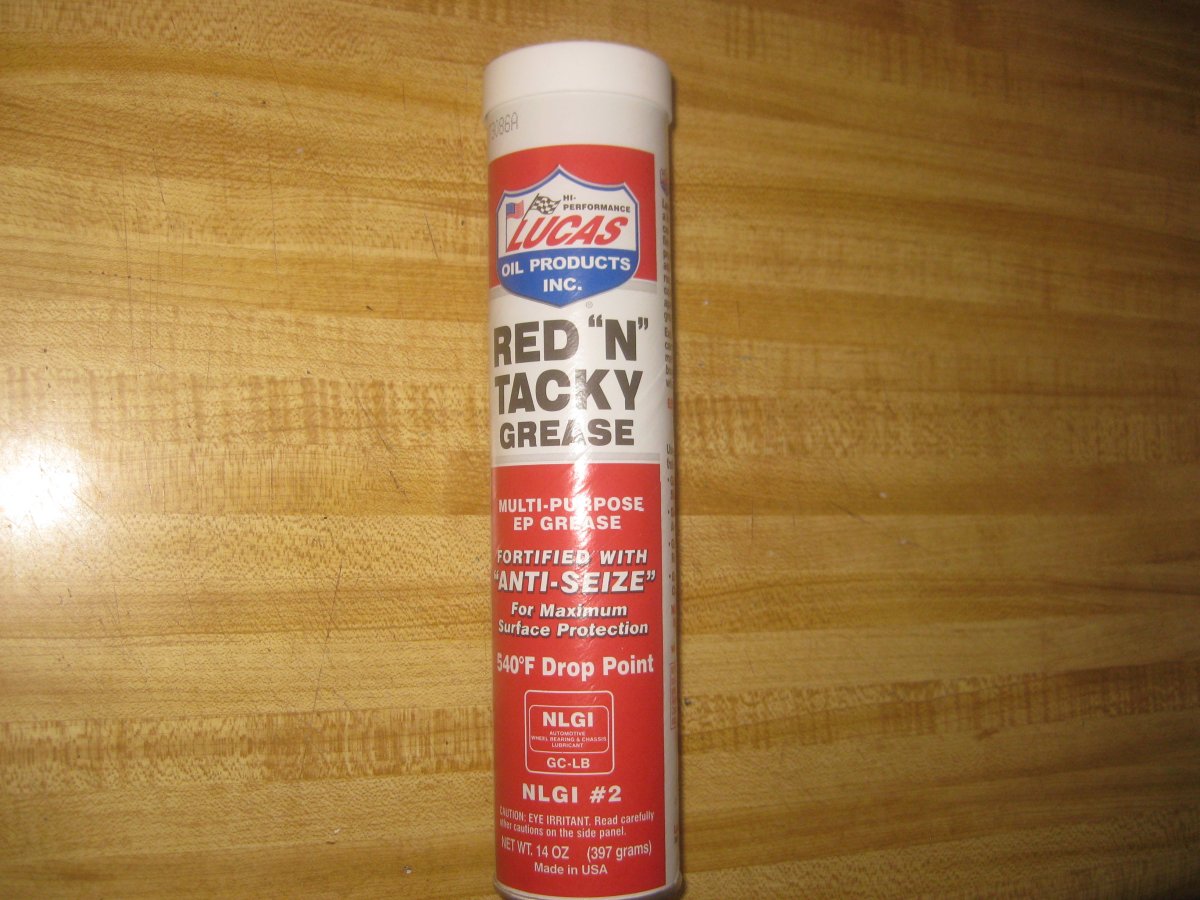 HI-
PERFORMANCE
LUCAS
OIL PRODUCTS
INC.
®
RED "N"
TACKY
GREASE
MULTI-PURPOSE
EP GREASE
FORTIFIED WITH
"ANTI-SEIZE"
For Maximum
Surface Protection
540°F Drop Point
NLGI
AUTOMOTIVE
WHEEL BEARING & CHASSIS
LUBRICANT
GC-LB
NLGI #2
CAUTION: EYE IRRITANT. Read carefully
other cautions on the side panel.
NET WT. 14 OZ (397 grams)
Made in USA